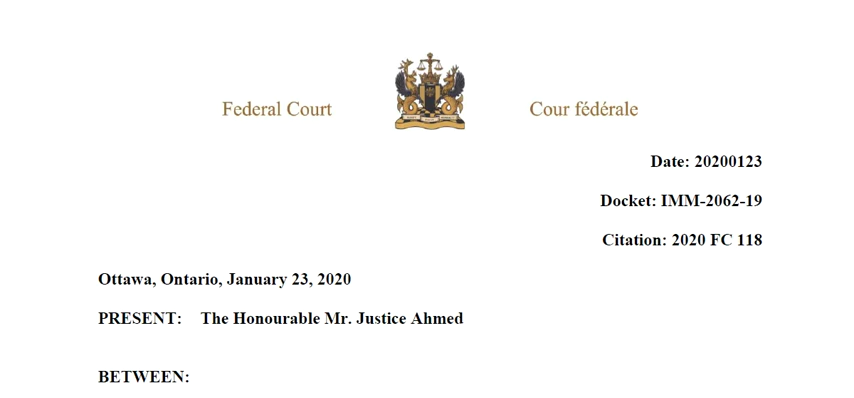 Federal Court Cour fédérale
Date: 20200123
Docket: IMM-2062-19
Citation: 2020 FC 118
Ottawa, Ontario, January 23, 2020
PRESENT: The Honourable Mr. Justice Ahmed
BETWEEN: